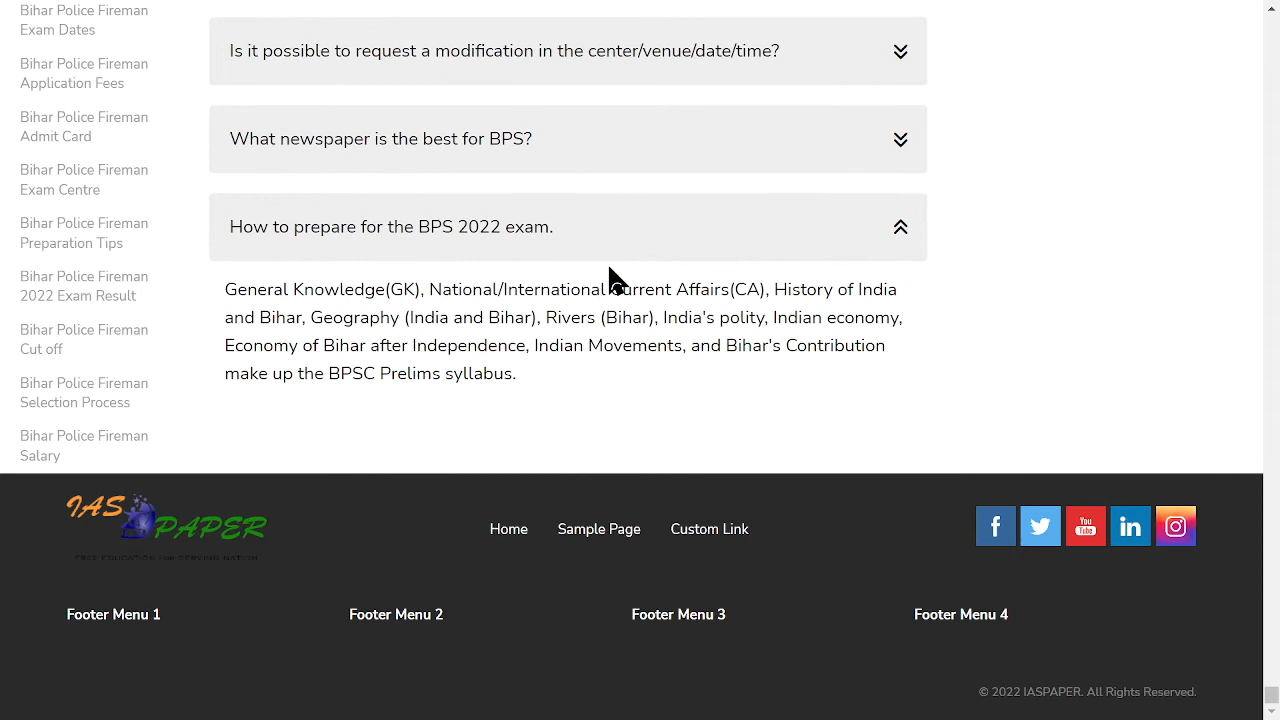 Bihar Police Fireman
Exam Dates
Bihar Police Fireman
Application Fees
Bihar Police Fireman
Admit Card
Bihar Police Fireman
Exam Centre
Bihar Police Fireman
Preparation Tips
Bihar Police Fireman
2022 Exam Result
Bihar Police Fireman
Cut off
Bihar Police Fireman
Selection Process
Bihar Police Fireman
Salary
Is it possible to request a modification in the center/venue/date/time?
What newspaper is the best for BPS?
How to prepare for the BPS 2022 exam.
General Knowledge(GK), National/International Current Affairs(CA), History of India
and Bihar, Geography (India and Bihar), Rivers (Bihar), India's polity, Indian economy,
Economy of Bihar after Independence, Indian Movements, and Bihar's Contribution
make up the BPSC Prelims syllabus.
IAS PAPER
Home Sample Page Custom Link
f You Tube in
Footer Menu 1 Footer Menu 2 Footer Menu 3 Footer Menu 4
© 2022 IASPAPER. All Rights Reserved.